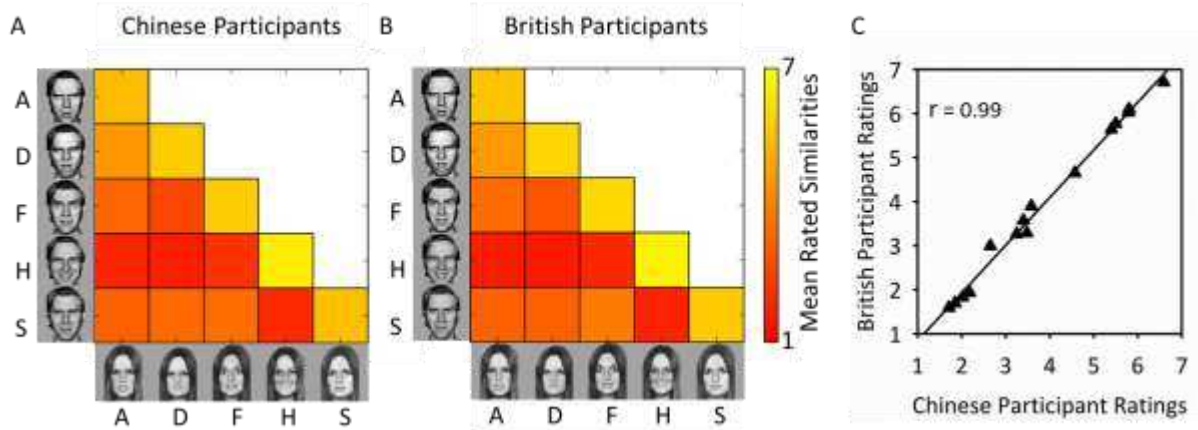 A Chinese Participants
B British Participants
C
A
D
F
H
S
A D F H S
A
D
F
H
S
A D F H S
7
Mean Rated Similarities
1
r = 0.99
British Participant Ratings
7
6
5
4
3
2
1
1 2 3 4 5 6 7
Chinese Participant Ratings